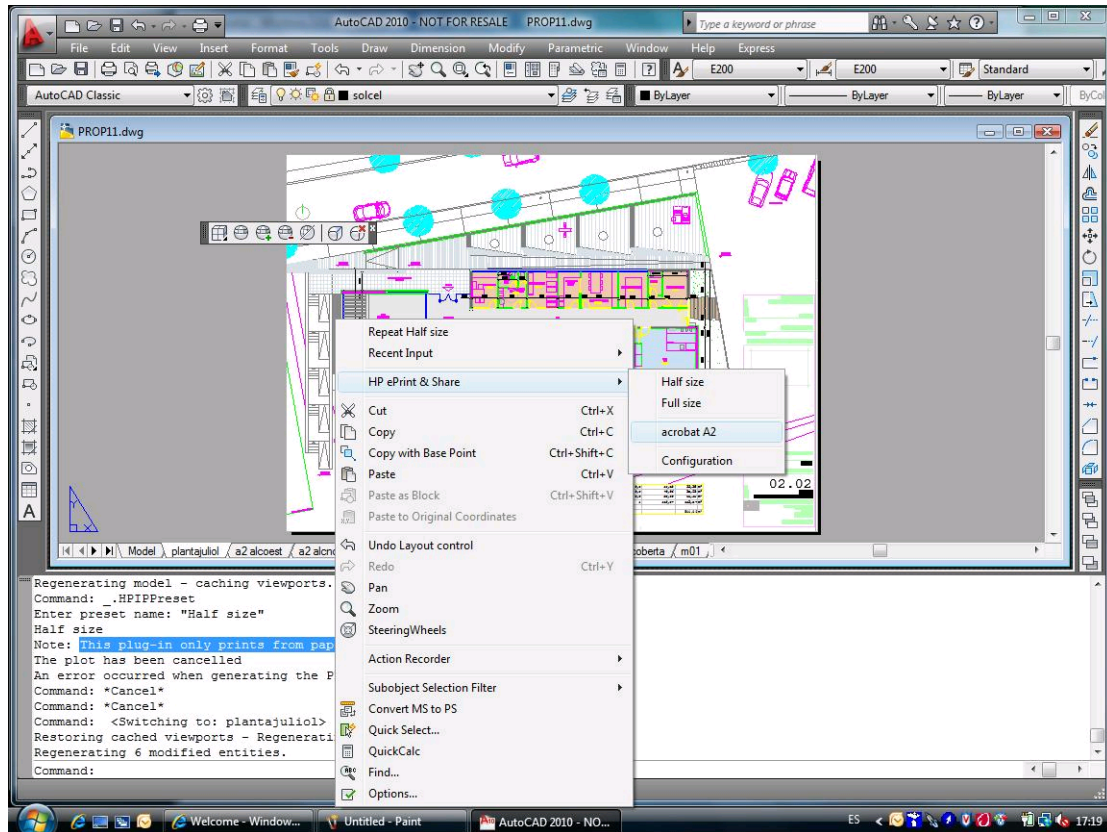 AutoCAD 2010 - NOT FOR RESALE PROP11.dwg
Type a keyword or phrase
File Edit View Insert Format Tools Draw Dimension Modify Parametric Window Help Express
E200 E200 Standard
AutoCAD Classic solcel ByLayer ByLayer ByLayer ByCol
PROP11.dwg
Repeat Half size
Recent Input
HP ePrint & Share
Cut Ctrl+X
Copy Ctrl+C
Copy with Base Point Ctrl+Shift+C
Paste Ctrl+V
Paste as Block Ctrl+Shift+V
Paste to Original Coordinates
Undo Layout control
Redo Ctrl+Y
Pan
Zoom
SteeringWheels
Action Recorder
Subobject Selection Filter
Convert MS to PS
Quick Select...
QuickCalc
Find...
Options...
Half size
Full size
acrobat A2
Configuration
02.02
Model plantajuliol a2 alcoest a2 alcno coberta m01
Regenerating model - caching viewports.
Command: _.HPIPPreset
Enter preset name: "Half size"
Half size
Note: This plug-in only prints from pap
The plot has been cancelled
An error occurred when generating the P
Command: *Cancel*
Command: *Cancel*
Command: <Switching to: plantajuliol>
Restoring cached viewports - Regenerati
Regenerating 6 modified entities.
Command:
Welcome - Window... Untitled - Paint AutoCAD 2010 - NO... ES 17:19